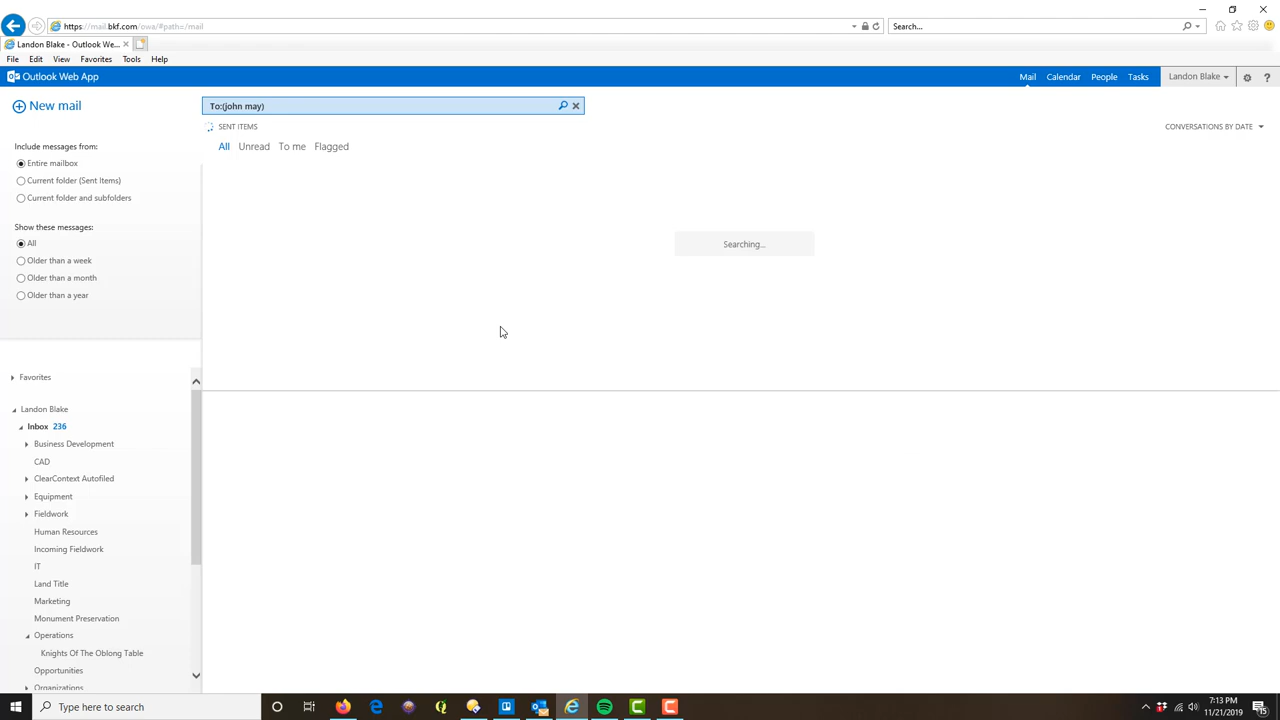 https://mail.bkf.com/owa/#path=/mail
Search...
Landon Blake - Outlook We...
File Edit View Favorites Tools Help
Outlook Web App
Mail Calendar People Tasks Landon Blake ?
New mail
To:(john may)
SENT ITEMS
CONVERSATIONS BY DATE
All Unread To me Flagged
Include messages from:
Entire mailbox
Current folder (Sent Items)
Current folder and subfolders
Show these messages:
All
Older than a week
Older than a month
Older than a year
Searching...
Favorites
Landon Blake
Inbox 236
Business Development
CAD
ClearContext Autofiled
Equipment
Fieldwork
Human Resources
Incoming Fieldwork
IT
Land Title
Marketing
Monument Preservation
Operations
Knights Of The Oblong Table
Opportunities
Organizations
Type here to search
7:13 PM
11/21/2019